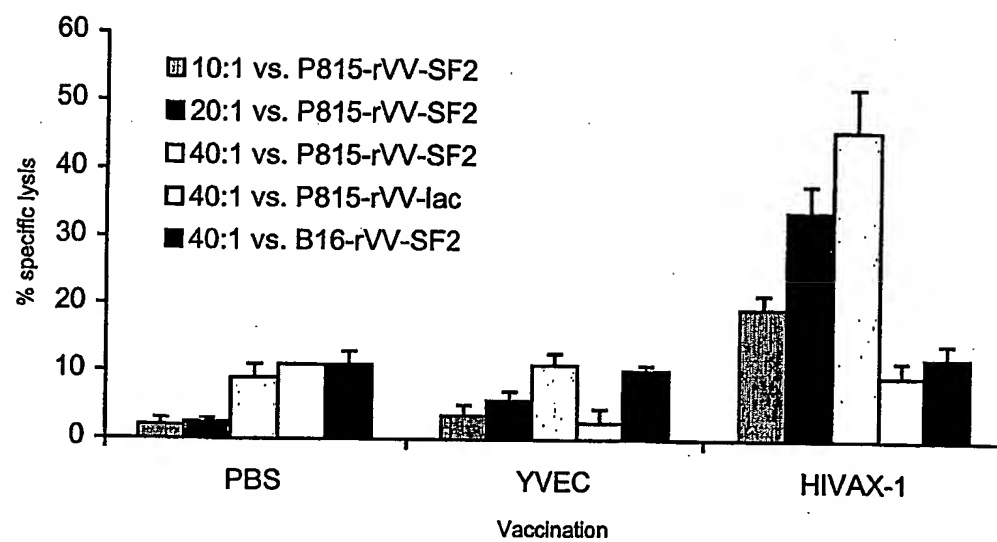 60
50
40
30
20
10
0
% specific lysis
10:1 vs. P815-rVV-SF2
20:1 vs. P815-rVV-SF2
40:1 vs. P815-rVV-SF2
40:1 vs. P815-rVV-lac
40:1 vs. B16-rVV-SF2
PBS
YVEC
HIVAX-1
Vaccination